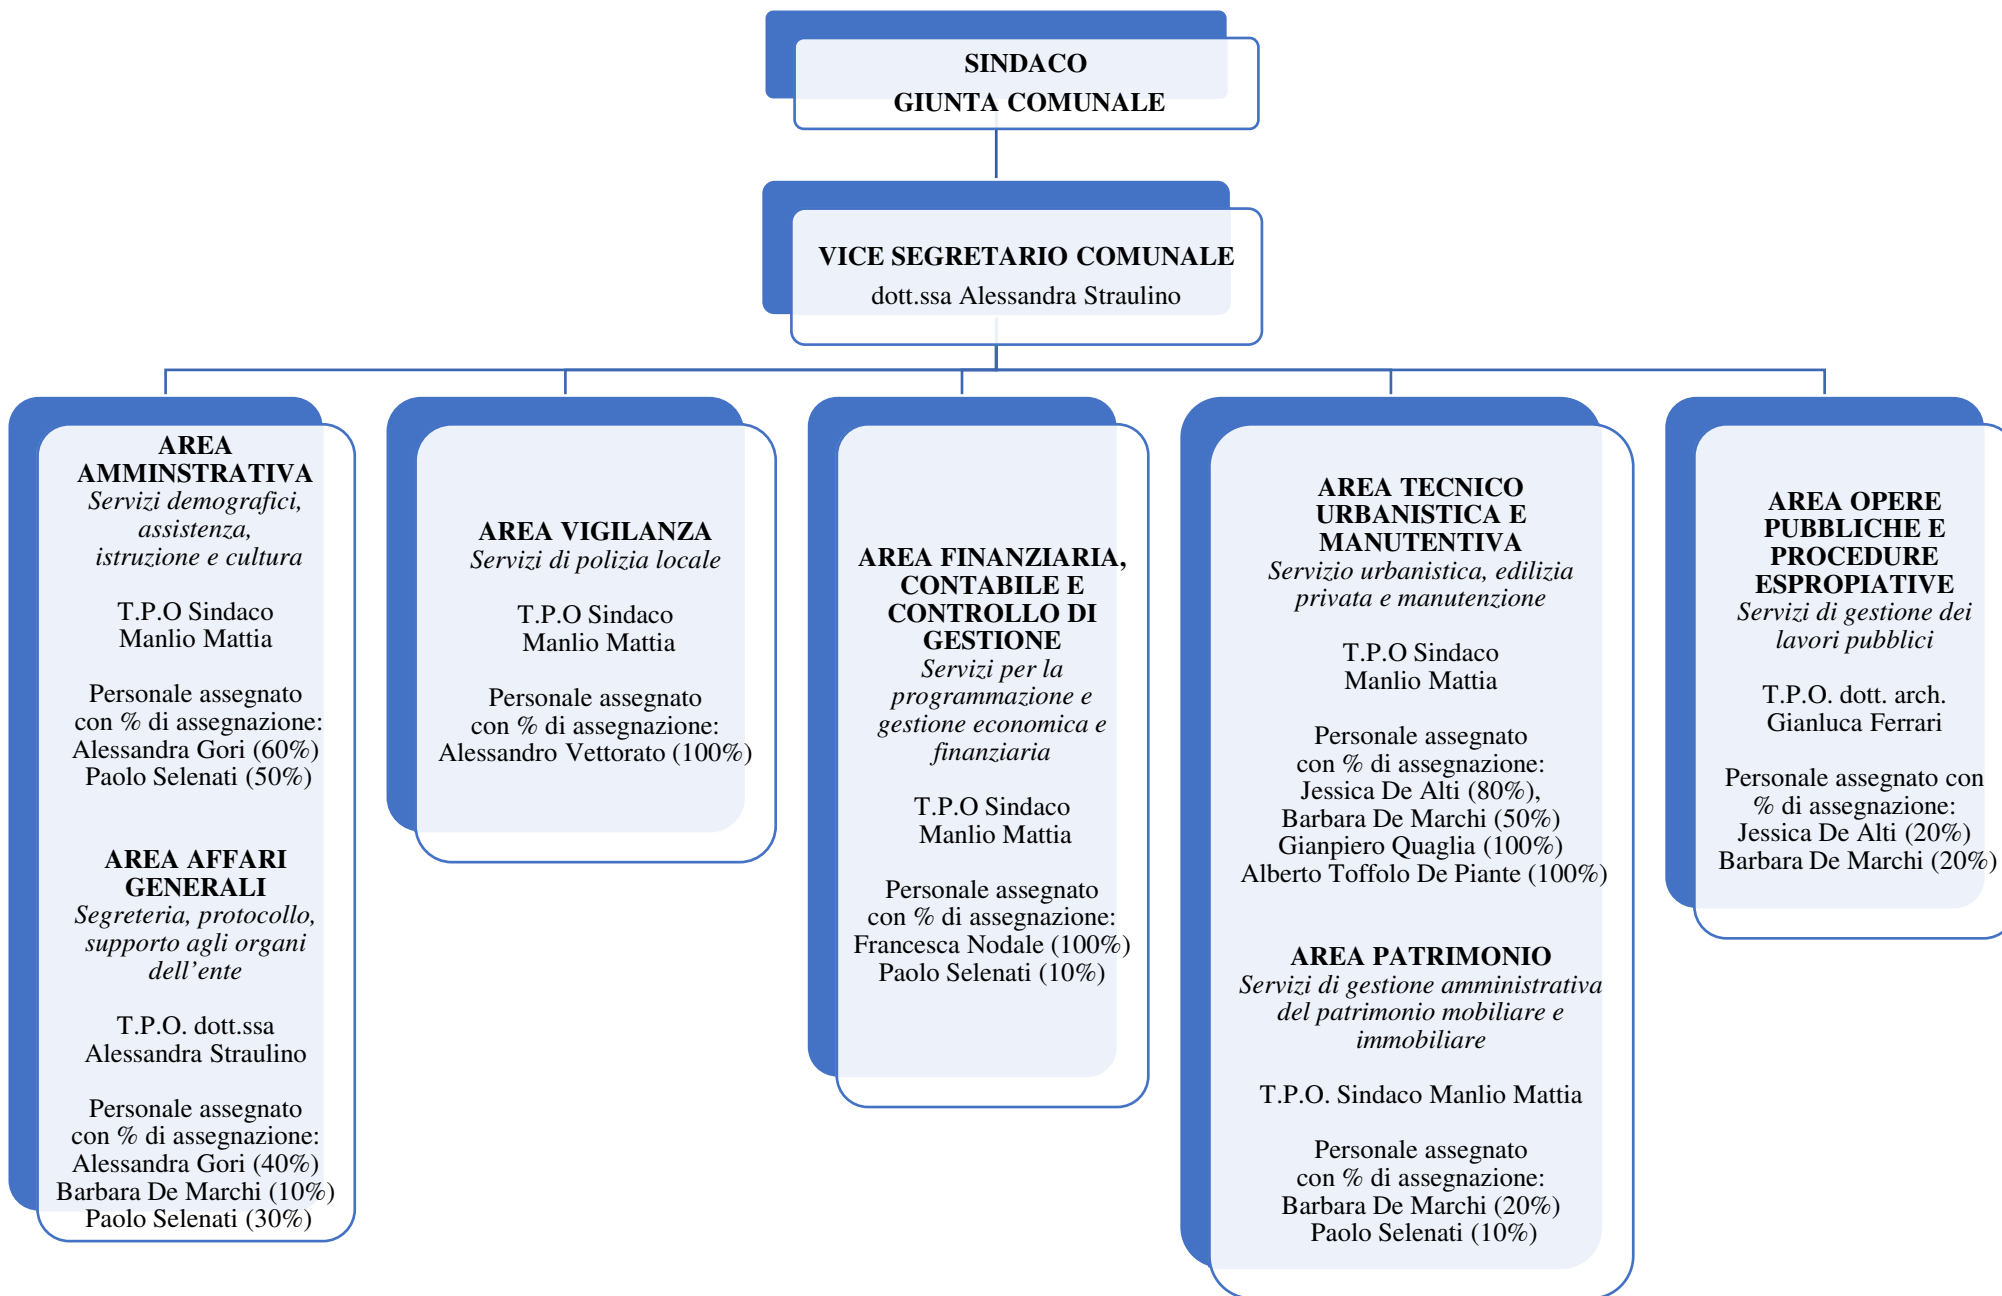 SINDACO
GIUNTA COMUNALE
VICE SEGRETARIO COMUNALE
dott.ssa Alessandra Straulino
AREA
AMMINSTRATIVA
Servizi demografici,
assistenza,
istruzione e cultura
T.P.O Sindaco
Manlio Mattia
Personale assegnato
con % di assegnazione:
Alessandra Gori (60%)
Paolo Selenati (50%)
AREA AFFARI
GENERALI
Segreteria, protocollo,
supporto agli organi
dell'ente
T.P.O. dott.ssa
Alessandra Straulino
Personale assegnato
con % di assegnazione:
Alessandra Gori (40%)
Barbara De Marchi (10%)
Paolo Selenati (30%)
AREA VIGILANZA
Servizi di polizia locale
T.P.O Sindaco
Manlio Mattia
Personale assegnato
con % di assegnazione:
Alessandro Vettorato (100%)
AREA FINANZIARIA,
CONTABILE E
CONTROLLO DI
GESTIONE
Servizi per la
programmazione e
gestione economica e
finanziaria
T.P.O Sindaco
Manlio Mattia
Personale assegnato
con % di assegnazione:
Francesca Nodale (100%)
Paolo Selenati (10%)
AREA TECNICO
URBANISTICA E
MANUTENTIVA
Servizio urbanistica, edilizia
privata e manutenzione
T.P.O Sindaco
Manlio Mattia
Personale assegnato
con % di assegnazione:
Jessica De Alti (80%),
Barbara De Marchi (50%)
Gianpiero Quaglia (100%)
Alberto Toffolo De Piante (100%)
AREA PATRIMONIO
Servizi di gestione amministrativa
del patrimonio mobiliare e
immobiliare
T.P.O. Sindaco Manlio Mattia
Personale assegnato
con % di assegnazione:
Barbara De Marchi (20%)
Paolo Selenati (10%)
AREA OPERE
PUBBLICHE E
PROCEDURE
ESPROPIATIVE
Servizi di gestione dei
lavori pubblici
T.P.O. dott. arch.
Gianluca Ferrari
Personale assegnato con
% di assegnazione:
Jessica De Alti (20%)
Barbara De Marchi (20%)